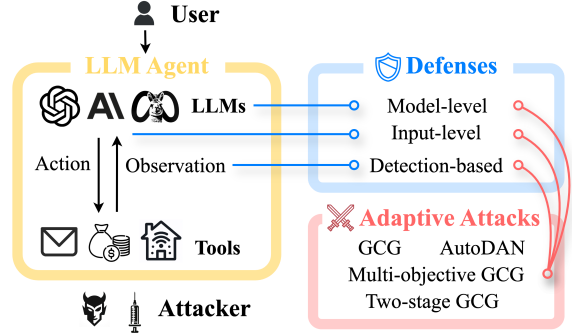 User
LLM Agent
LLMs
Action
Observation
Tools
Attacker
Defenses
Model-level
Input-level
Detection-based
Adaptive Attacks
GCG AutoDAN
Multi-objective GCG
Two-stage GCG